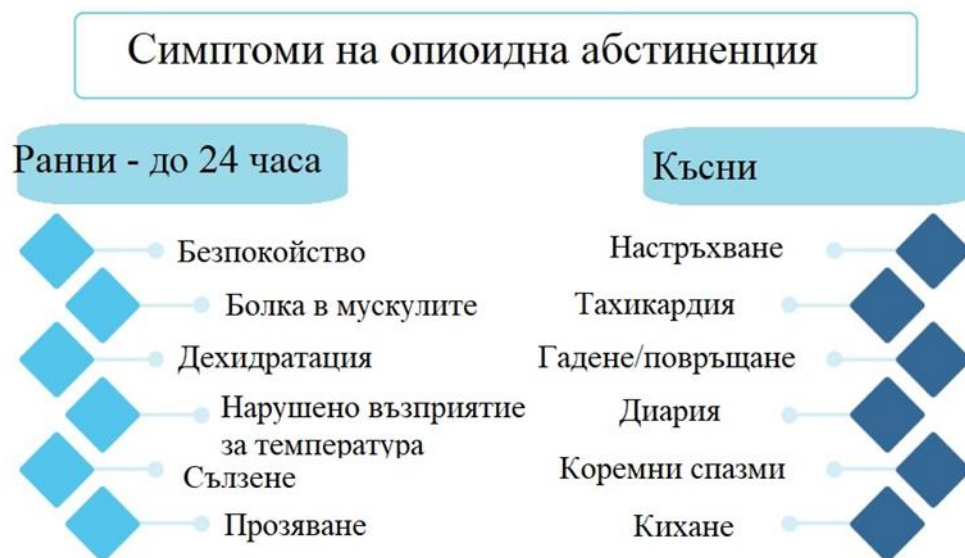 Симптоми на опиоидна абстиненция
Ранни - до 24 часа
Безпокойство
Болка в мускулите
Дехидратация
Нарушено възприятие
за температура
Сълзене
Прозяване
Късни
Настръхване
Тахикардия
Гадене/повръщане
Диария
Коремни спазми
Кихане